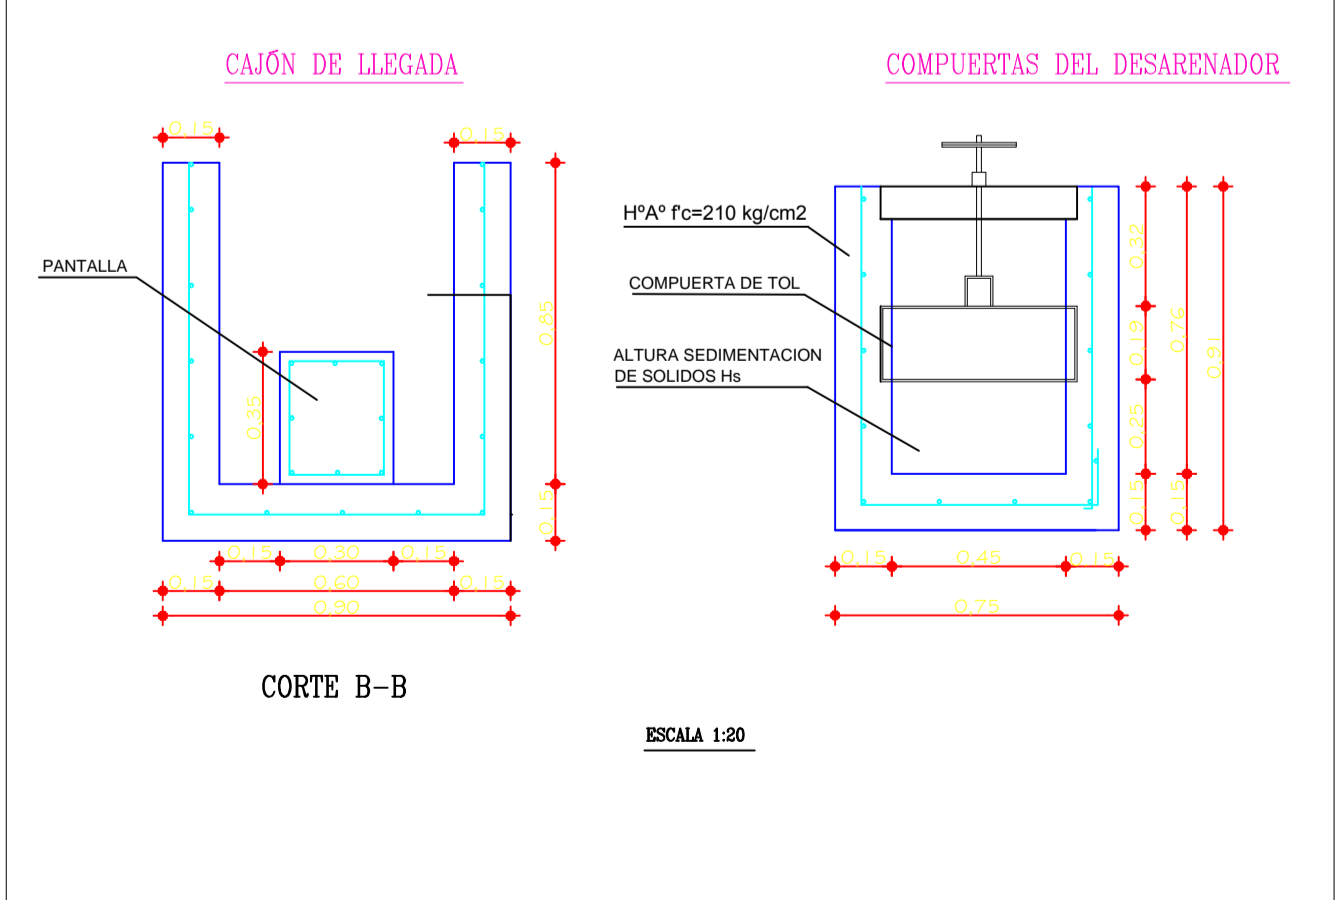 CAJÓN DE LLEGADA
0,15
0,15
PANTALLA
0,35
0,85
0,15
0,15 0,30 0,15
0,15 0,60 0,15
0,90
CORTE B-B
COMPUERTAS DEL DESARENADOR
HºAº f'c=210 kg/cm2
COMPUERTA DE TOL
ALTURA SEDIMENTACION
DE SOLIDOS Hs
0,32
0,19
0,25
0,15
0,76
0,15
0,91
0,15 0,45 0,15
0,75
ESCALA 1:20